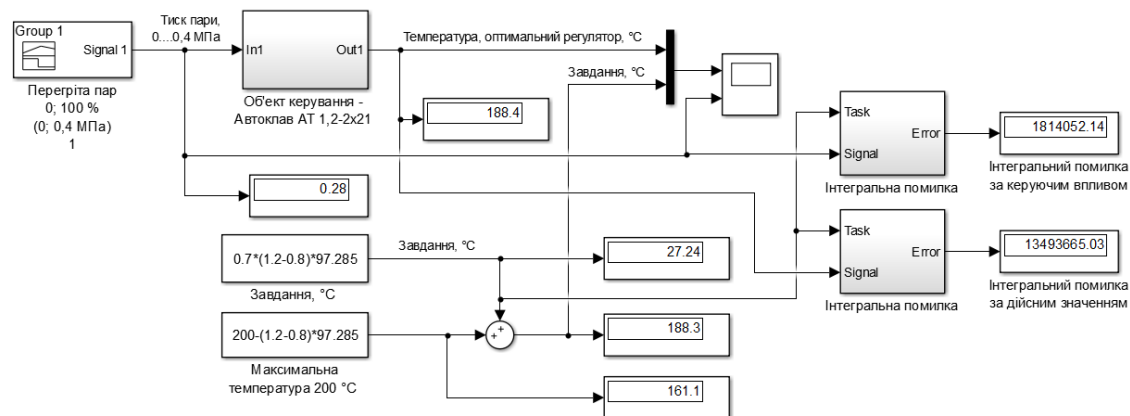 Group 1
Signal 1
Перегріта пар
0; 100 %
(0; 0,4 МПа)
1
Тиск пари,
0....0,4 МПа
In1
Out1
Об'єкт керування -
Автоклав АТ 1,2-2х21
Температура, оптимальний регулятор, °C
Завдання, °C
188.4
0.28
Task
Signal
Error
Інтегральна помилка
1814052.14
Інтегральний помилка
за керуючим впливом
Task
Signal
Error
Інтегральна помилка
13493665.03
Інтегральний помилка
за дійсним значенням
0.7*(1.2-0.8)*97.285
Завдання, °C
Завдання, °C
27.24
200-(1.2-0.8)*97.285
Максимальна
температура 200 °C
+
+
188.3
161.1